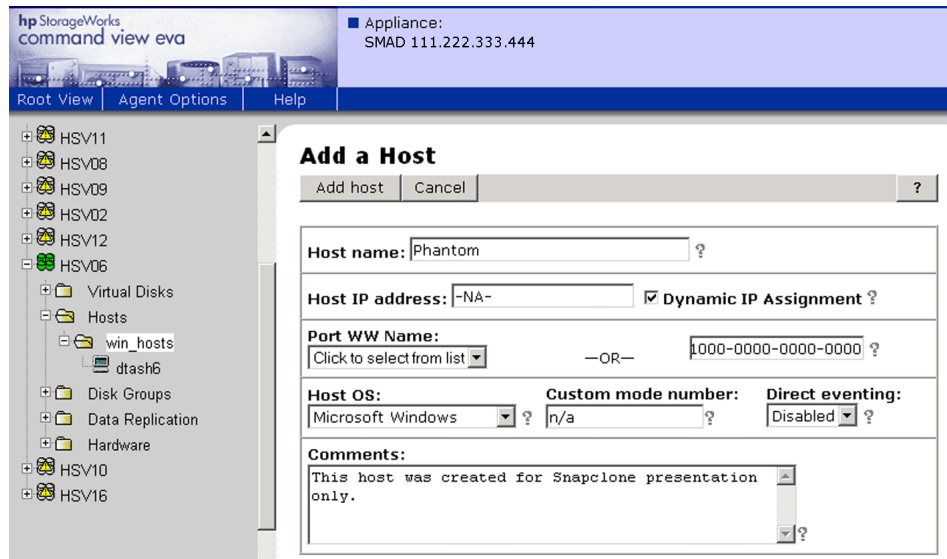 hp StorageWorks
command view eva
Appliance:
SMAD 111.222.333.444
Root View
Agent Options
Help
HSV11
HSV08
HSV09
HSV02
HSV12
HSV06
Virtual Disks
Hosts
win_hosts
dtash6
Disk Groups
Data Replication
Hardware
HSV10
HSV16
Add a Host
Add host
Cancel
?
Host name: Phantom ?
Host IP address: -NA- Dynamic IP Assignment ?
Port WW Name:
Click to select from list —OR— 1000-0000-0000-0000 ?
Host OS: Custom mode number: Direct eventing:
Microsoft Windows ? n/a ? Disabled ?
Comments:
This host was created for Snapclone presentation
only.
?